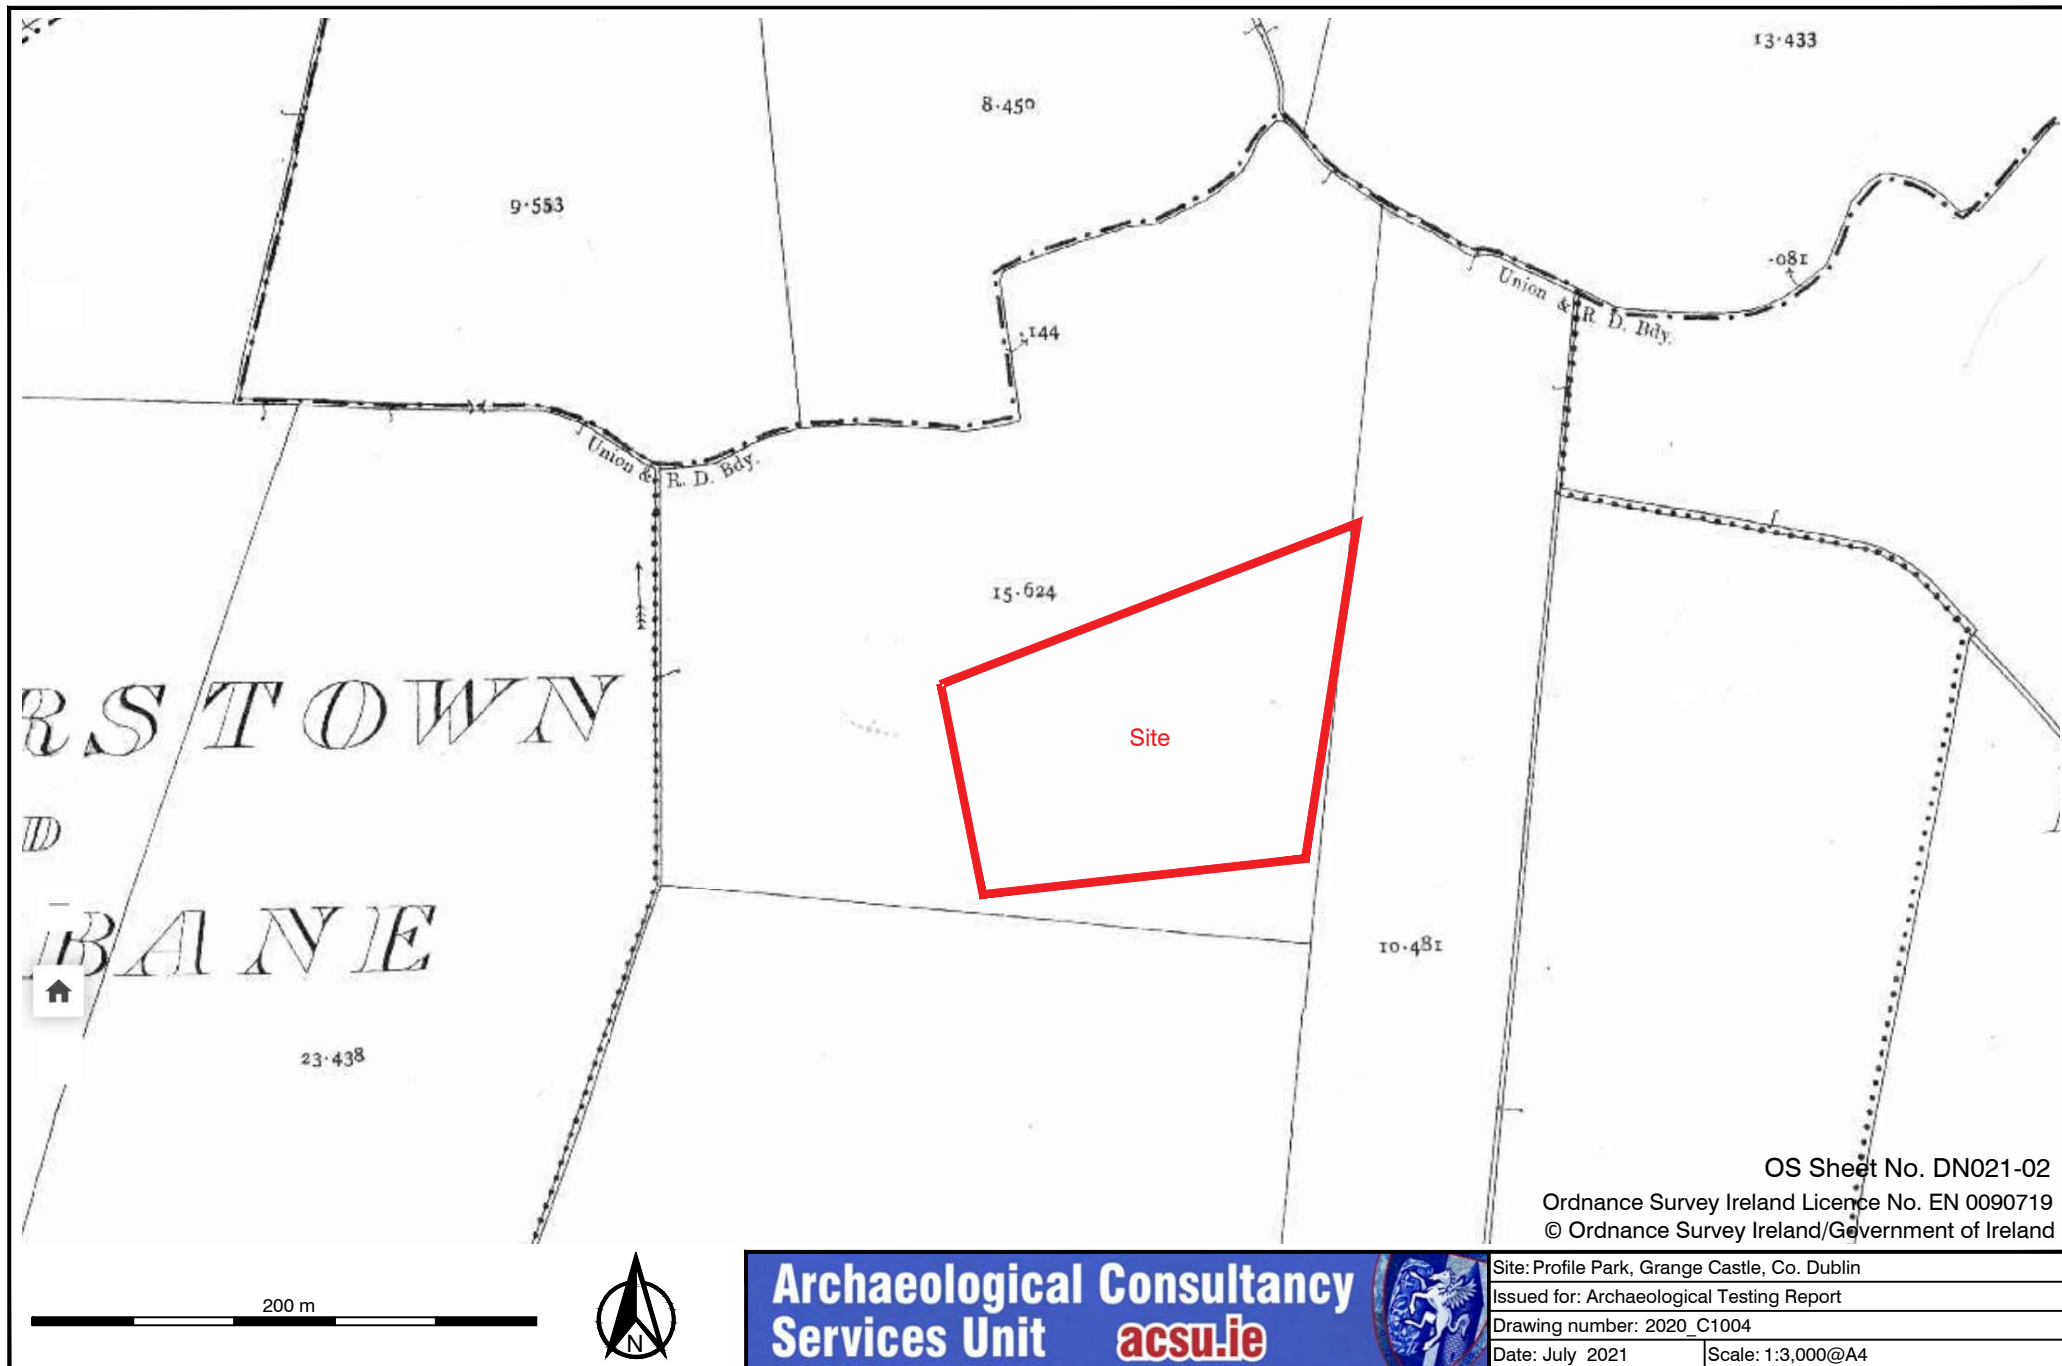 13·433
8·450
9·553
·081
Union & R. D. Bdy.
·144
Union & R. D. Bdy.
15·624
RSTOWN
Site
D
BANE
10·481
23·438
OS Sheet No. DN021-02
Ordnance Survey Ireland Licence No. EN 0090719
© Ordnance Survey Ireland/Government of Ireland
200 m
N
Archaeological Consultancy
Services Unit acsu.ie
Site: Profile Park, Grange Castle, Co. Dublin
Issued for: Archaeological Testing Report
Drawing number: 2020_C1004
Date: July 2021 Scale: 1:3,000@A4